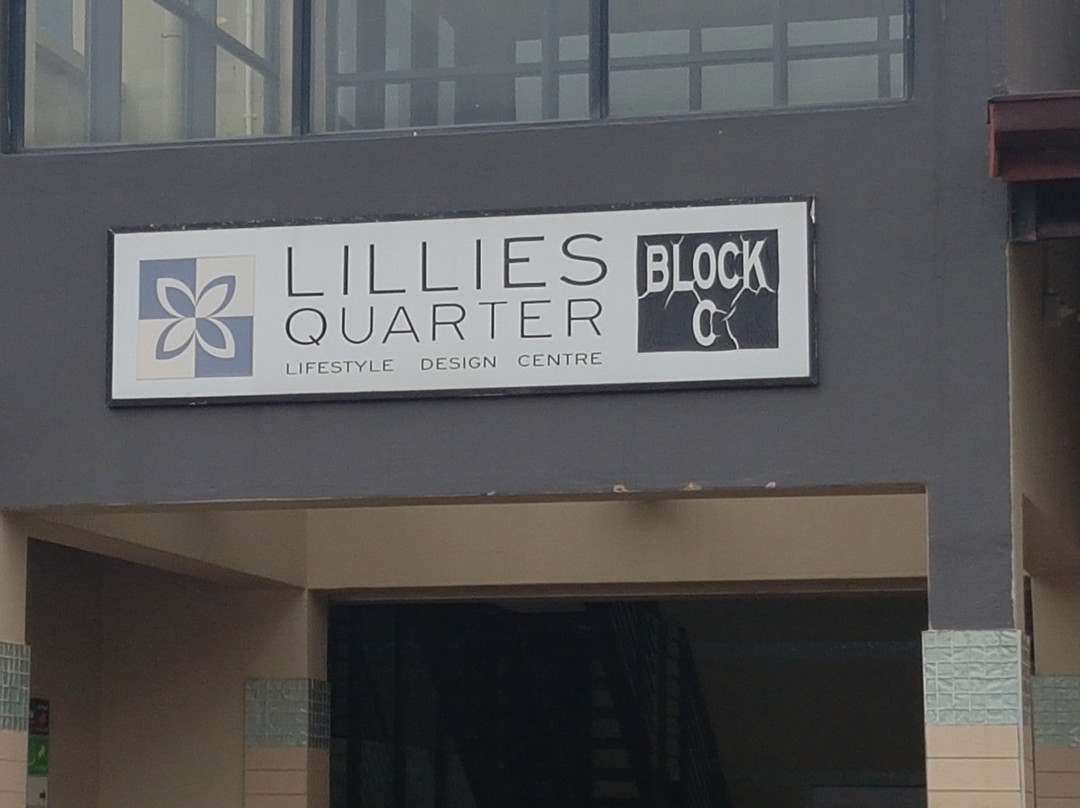 LILLIES
QUARTER
LIFESTYLE DESIGN CENTRE
BLOCK
C